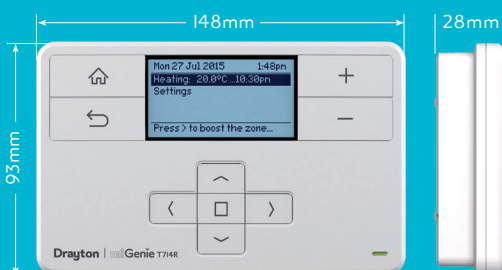 148mm
28mm
93mm
Mon 27 Jul 2015 1:48pm
Heating: 20.0°C...10:30pm
Settings
Press > to boost the zone...
Drayton | miGenie T714R